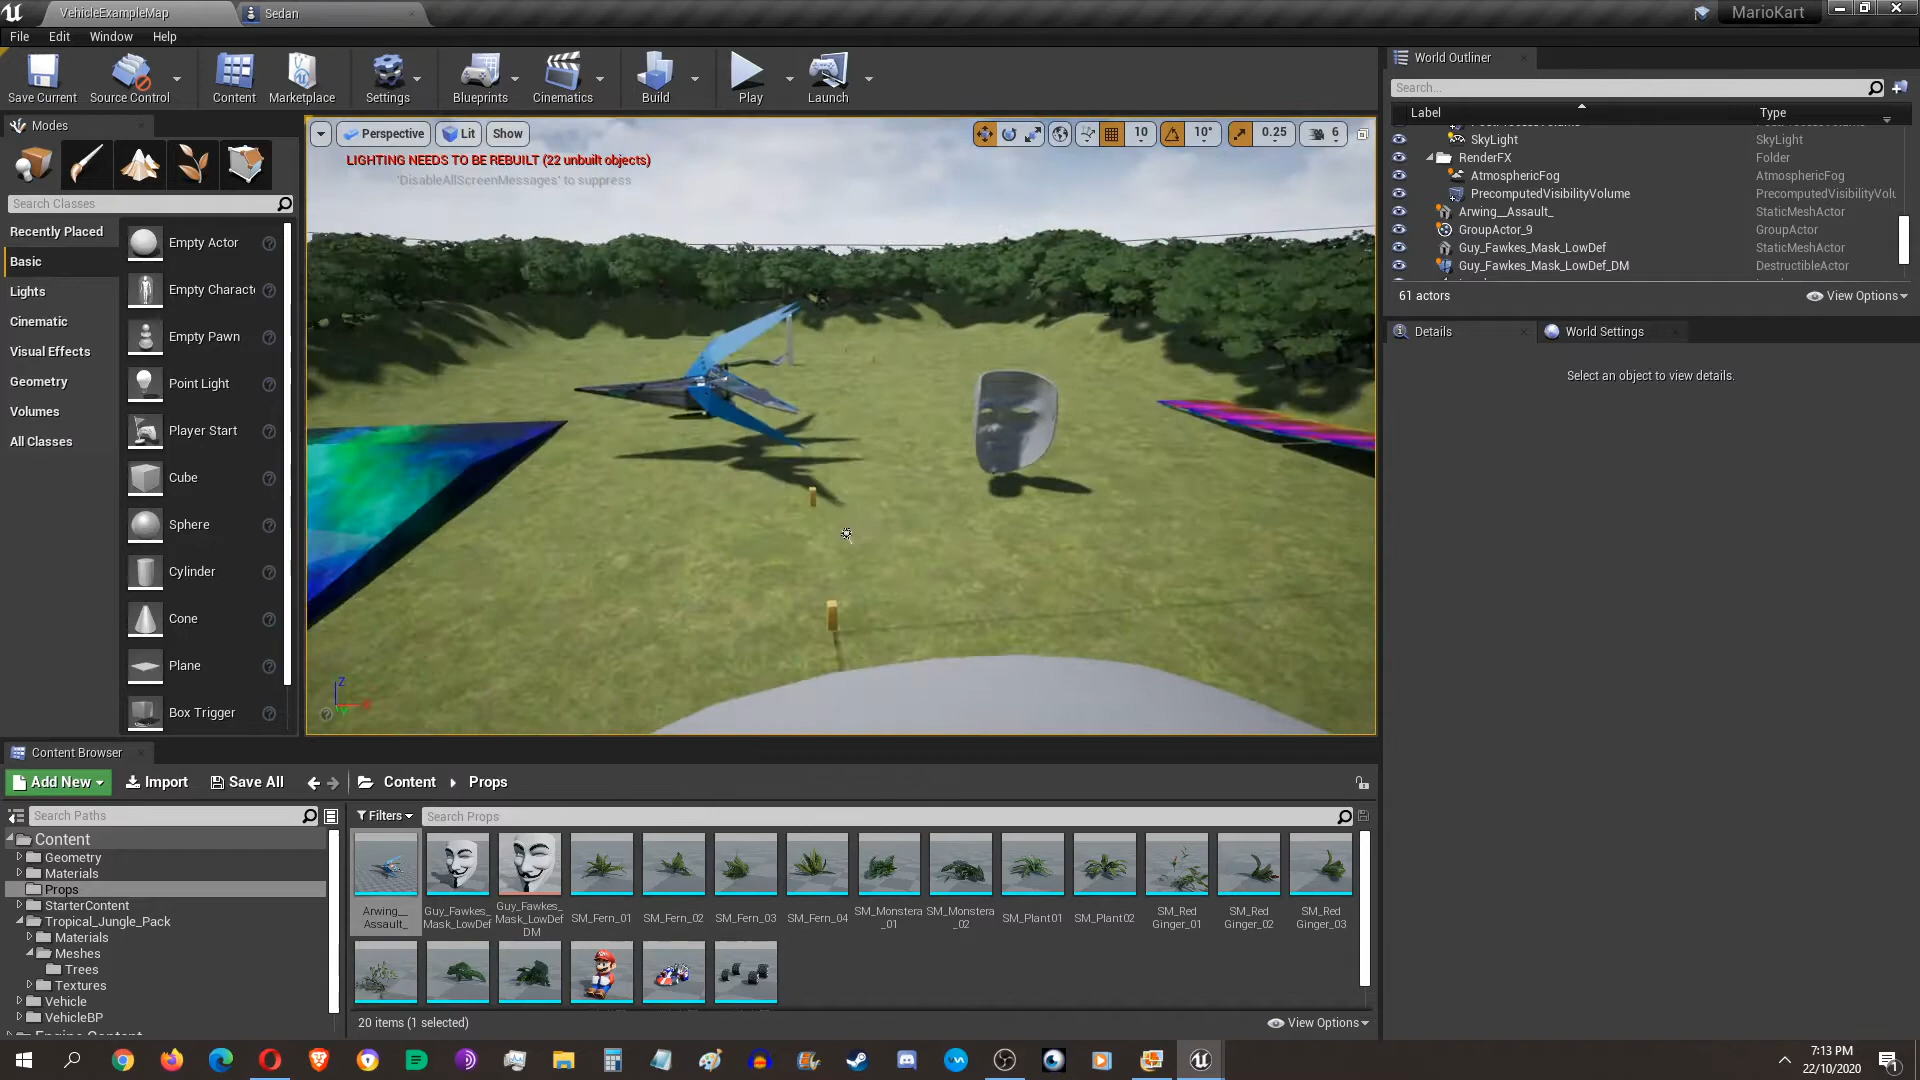 VehicleExampleMap
Sedan
MarioKart
File Edit Window Help
Save Current
Source Control
Content
Marketplace
Settings
Blueprints
Cinematics
Build
Play
Launch
Modes
Search Classes
Recently Placed
Basic
Lights
Cinematic
Visual Effects
Geometry
Volumes
All Classes
Empty Actor
Empty Charact
Empty Pawn
Point Light
Player Start
Cube
Sphere
Cylinder
Cone
Plane
Box Trigger
Perspective Lit Show
10 10° 0.25 6
LIGHTING NEEDS TO BE REBUILT (22 unbuilt objects)
'DisableAllScreenMessages' to suppress
Z
X
Y
World Outliner
Search...
Label Type
SkyLight SkyLight
RenderFX Folder
AtmosphericFog AtmosphericFog
PrecomputedVisibilityVolume PrecomputedVisibilityVolu
Arwing__Assault_ StaticMeshActor
GroupActor_9 GroupActor
Guy_Fawkes_Mask_LowDef StaticMeshActor
Guy_Fawkes_Mask_LowDef_DM DestructibleActor
61 actors
View Options
Details
World Settings
Select an object to view details.
Content Browser
Add New Import Save All Content Props
Search Paths
Filters
Search Props
Content
Geometry
Materials
Props
StarterContent
Tropical_Jungle_Pack
Materials
Meshes
Trees
Textures
Vehicle
VehicleBP
Arwing__
Assault_
Guy_Fawkes_
Mask_LowDef
Guy_Fawkes_
Mask_LowDef
DM
SM_Fern_01
SM_Fern_02
SM_Fern_03
SM_Fern_04
SM_Monstera
_01
SM_Monstera
_02
SM_Plant01
SM_Plant02
SM_Red
Ginger_01
SM_Red
Ginger_02
SM_Red
Ginger_03
20 items (1 selected)
View Options
7:13 PM
22/10/2020
1